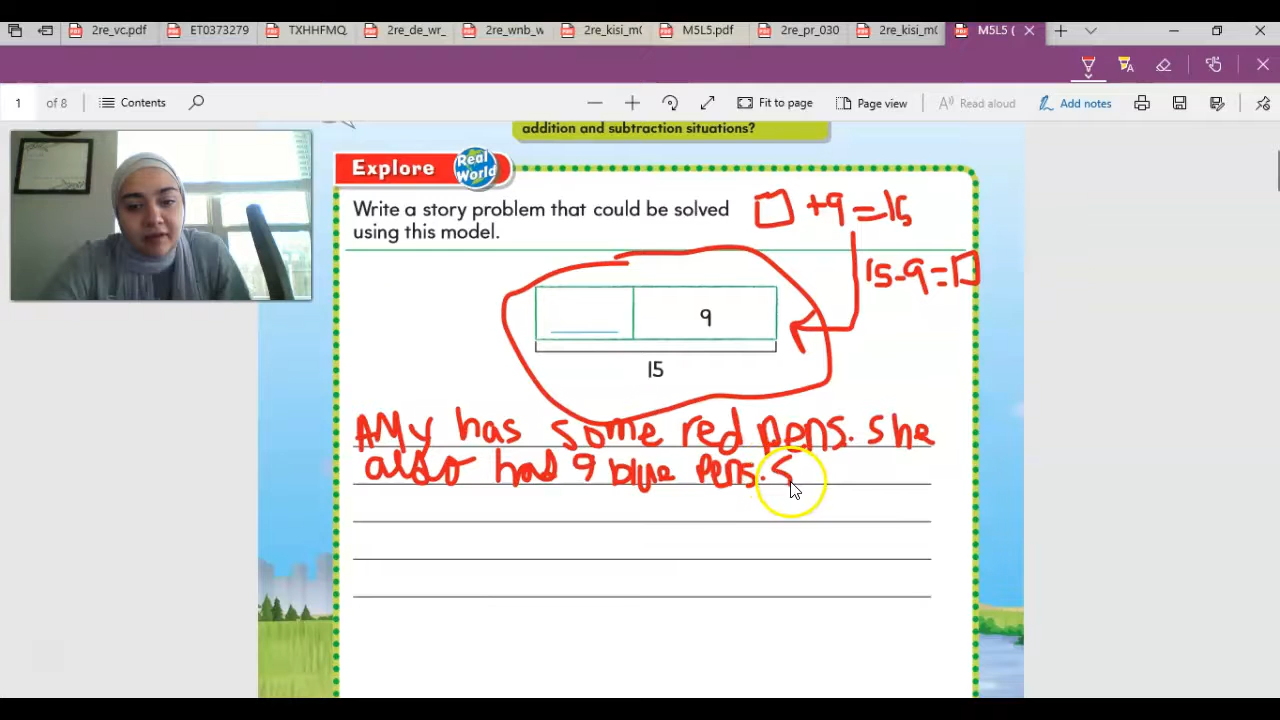 2re_vc.pdf ET0373279 TXHHFMQ 2re_de_wr_ 2re_wnb_w 2re_kisi_m0 M5L5.pdf 2re_pr_030 2re_kisi_m0 M5L5 (
1 of 8 Contents Fit to page Page view Read aloud Add notes
addition and subtraction situations?
Explore Real World
Write a story problem that could be solved
using this model.
□ +9=15
15-9=□
9
15
AMy has some red pens. She
also had 9 blue Pens. S